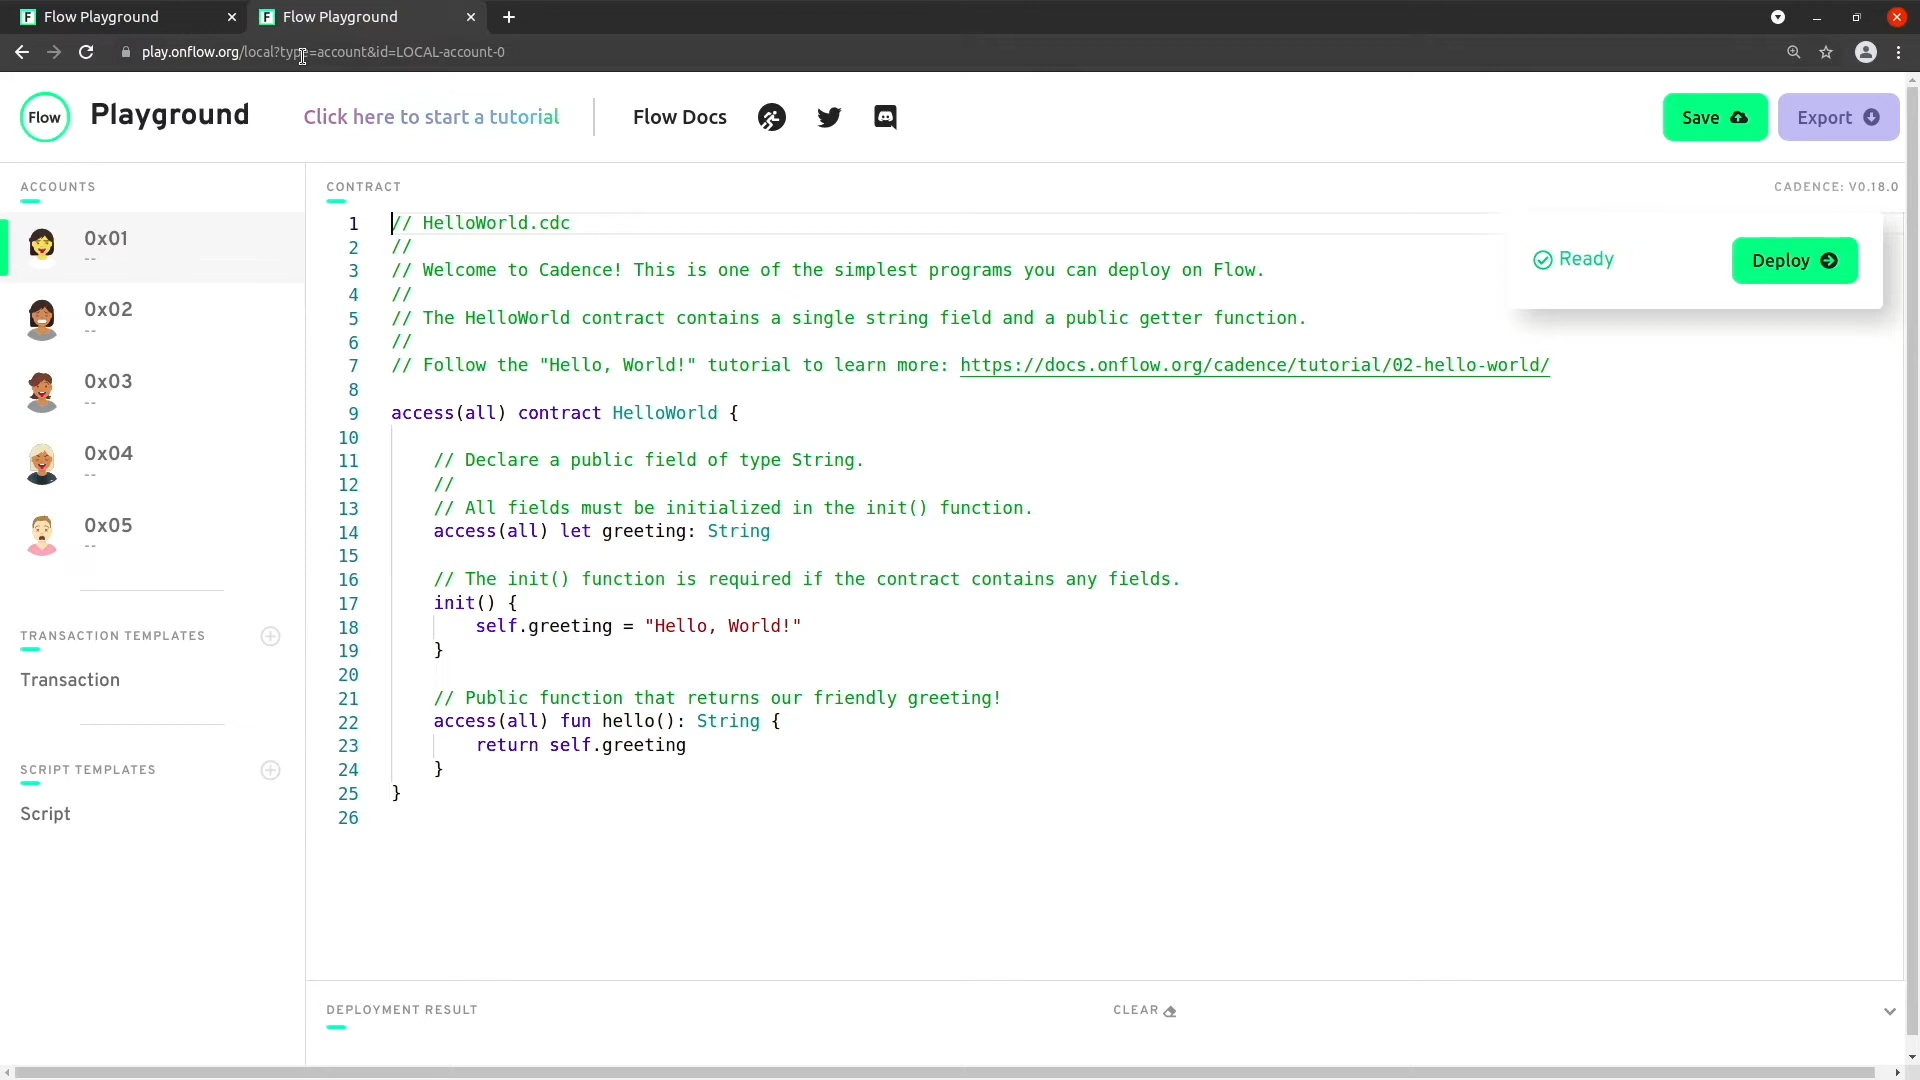 Flow Playground
Flow Playground
play.onflow.org/local?type=account&id=LOCAL-account-0
Flow
Playground
Click here to start a tutorial
Flow Docs
Save
Export
ACCOUNTS
0x01
--
0x02
--
0x03
--
0x04
--
0x05
--
TRANSACTION TEMPLATES
Transaction
SCRIPT TEMPLATES
Script
CONTRACT
CADENCE: V0.18.0
Ready
Deploy
1 // HelloWorld.cdc
2 //
3 // Welcome to Cadence! This is one of the simplest programs you can deploy on Flow.
4 //
5 // The HelloWorld contract contains a single string field and a public getter function.
6 //
7 // Follow the "Hello, World!" tutorial to learn more: https://docs.onflow.org/cadence/tutorial/02-hello-world/
8
9 access(all) contract HelloWorld {
10
11     // Declare a public field of type String.
12     //
13     // All fields must be initialized in the init() function.
14     access(all) let greeting: String
15
16     // The init() function is required if the contract contains any fields.
17     init() {
18         self.greeting = "Hello, World!"
19     }
20
21     // Public function that returns our friendly greeting!
22     access(all) fun hello(): String {
23         return self.greeting
24     }
25 }
26
DEPLOYMENT RESULT
CLEAR